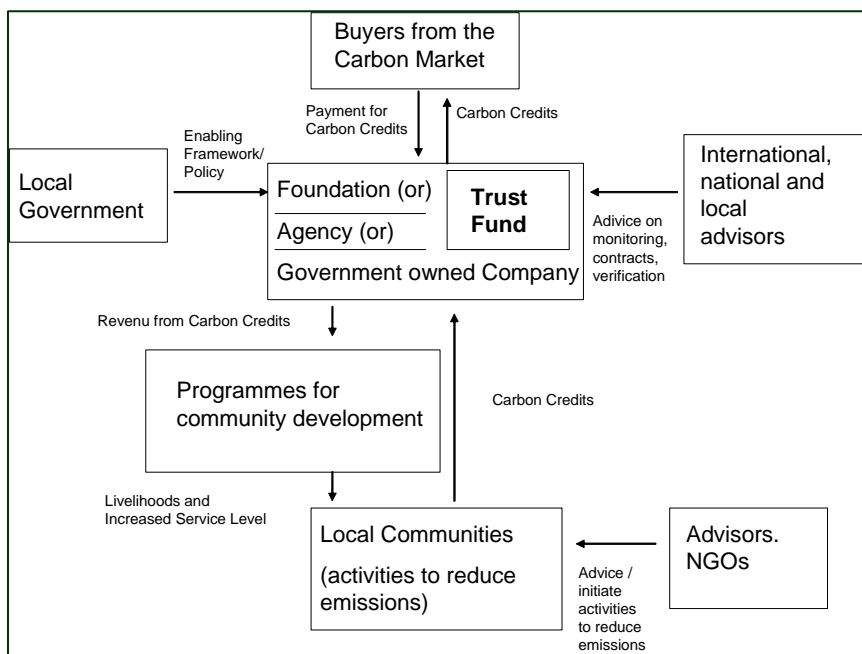 Buyers from the
Carbon Market
Payment for
Carbon Credits
Carbon Credits
Enabling
Framework/
Policy
Local
Government
Foundation (or)
Agency (or)
Government owned Company
Trust
Fund
International,
national and
local
advisors
Advice on
monitoring,
contracts,
verification
Revenu from Carbon Credits
Programmes for
community development
Carbon Credits
Livelihoods and
Increased Service Level
Local Communities
(activities to reduce
emissions)
Advice /
initiate
activities
to reduce
emissions
Advisors.
NGOs